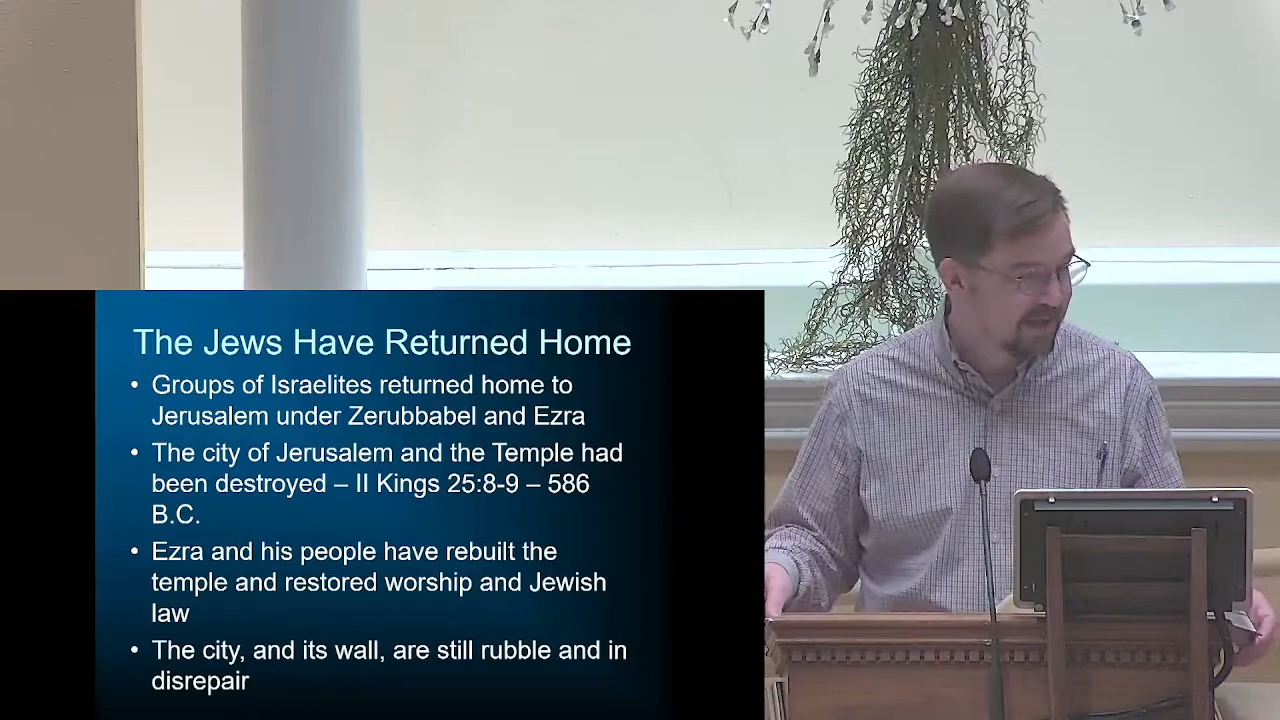 The Jews Have Returned Home
• Groups of Israelites returned home to
Jerusalem under Zerubbabel and Ezra
• The city of Jerusalem and the Temple had
been destroyed – II Kings 25:8-9 – 586
B.C.
• Ezra and his people have rebuilt the
temple and restored worship and Jewish
law
• The city, and its wall, are still rubble and in
disrepair